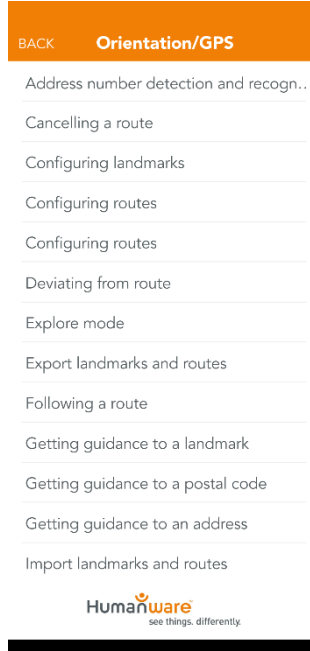 BACK Orientation/GPS
Address number detection and recogn..
Cancelling a route
Configuring landmarks
Configuring routes
Configuring routes
Deviating from route
Explore mode
Export landmarks and routes
Following a route
Getting guidance to a landmark
Getting guidance to a postal code
Getting guidance to an address
Import landmarks and routes
Humanware
see things. differently.